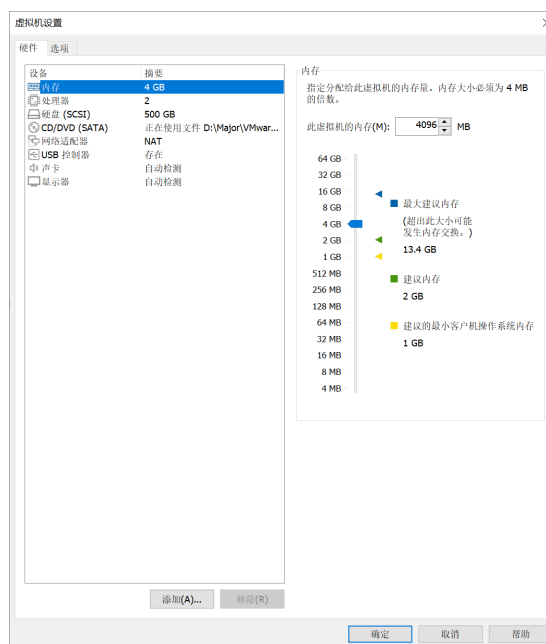 虚拟机设置
硬件 选项
设备 摘要
内存 4 GB
处理器 2
硬盘 (SCSI) 500 GB
CD/DVD (SATA) 正在使用文件 D:\Major\VMwar...
网络适配器 NAT
USB 控制器 存在
声卡 自动检测
显示器 自动检测
添加(A)... 移除(R)
内存
指定分配给此虚拟机的内存量。内存大小必须为 4 MB
的倍数。
此虚拟机的内存(M): 4096 MB
64 GB
32 GB
16 GB
8 GB
4 GB
2 GB
1 GB
512 MB
256 MB
128 MB
64 MB
32 MB
16 MB
8 MB
4 MB
最大建议内存
(超出此大小可能
发生内存交换。)
13.4 GB
建议内存
2 GB
建议的最小客户机操作系统内存
1 GB
确定 取消 帮助